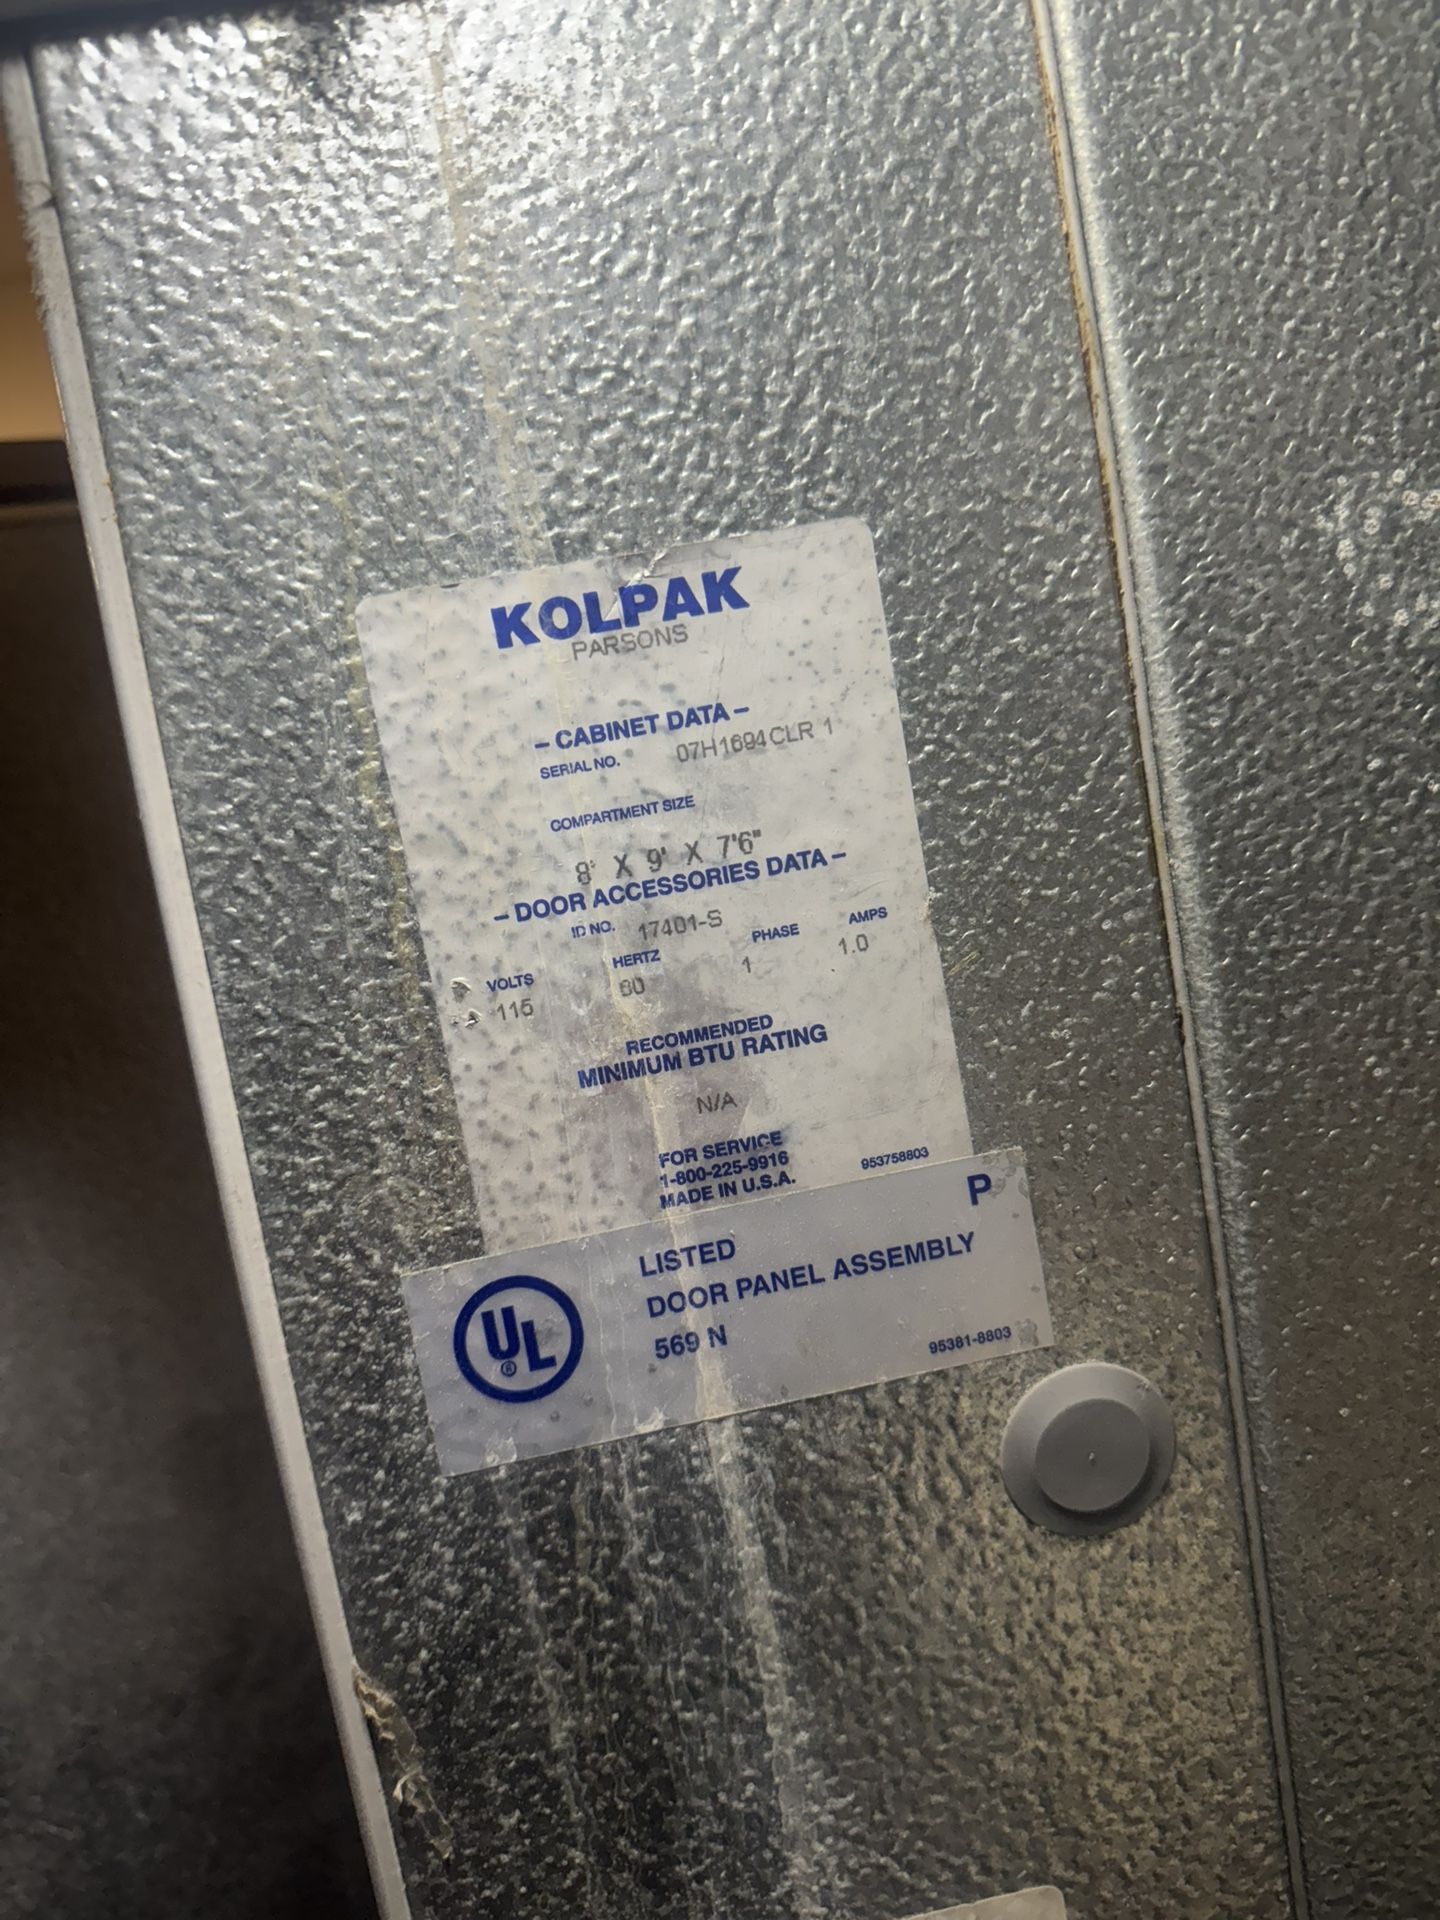 KOLPAK
PARSONS
– CABINET DATA –
SERIAL NO. 07H1694CLR 1
COMPARTMENT SIZE
8' X 9' X 7'6"
– DOOR ACCESSORIES DATA –
ID NO. 17401-S
VOLTS HERTZ PHASE AMPS
115 60 1 1.0
RECOMMENDED
MINIMUM BTU RATING
N/A
FOR SERVICE
1-800-225-9916 953758803
MADE IN U.S.A.
P
LISTED
UL ®
DOOR PANEL ASSEMBLY
569 N 95381-8803